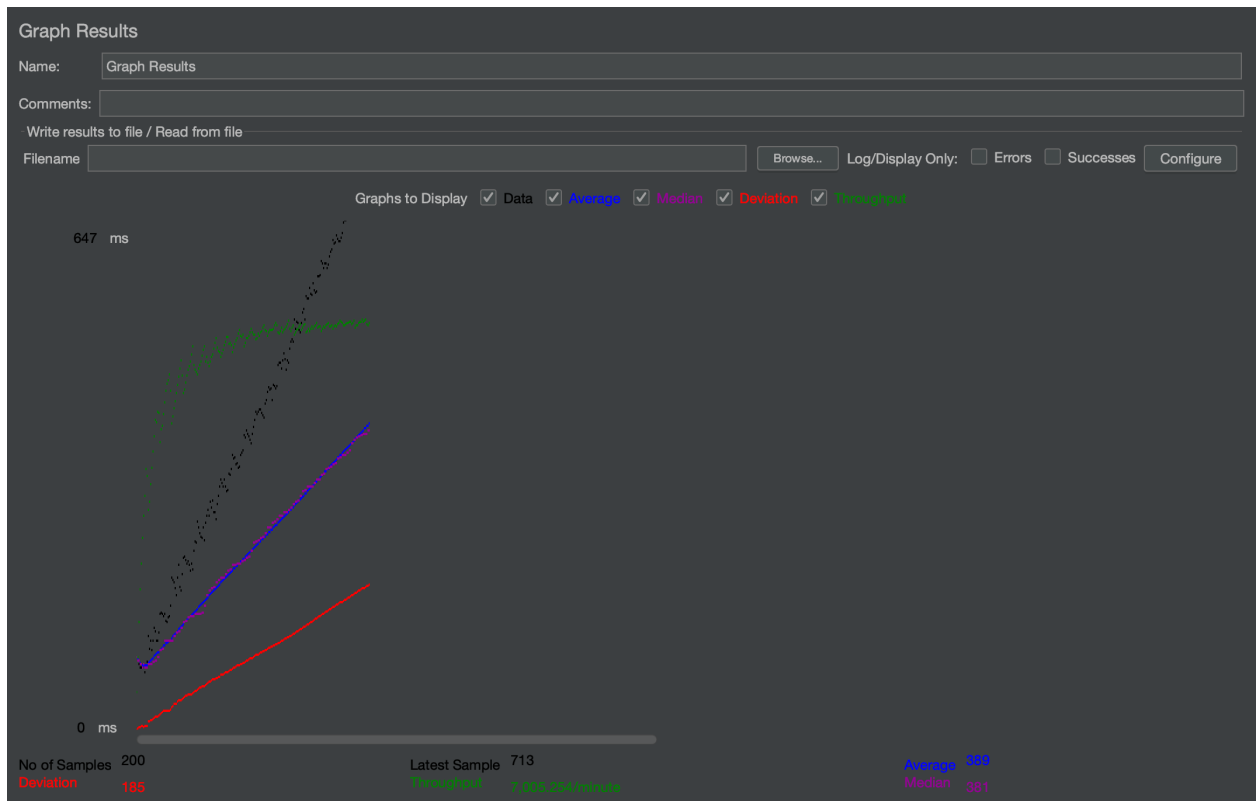 Graph Results
Name: Graph Results
Comments:
Write results to file / Read from file
Filename Browse... Log/Display Only: Errors Successes Configure
Graphs to Display Data Average Median Deviation Throughput
647 ms
0 ms
No of Samples 200 Latest Sample 713 Average 389
Deviation 185 Throughput 7,005.254/minute Median